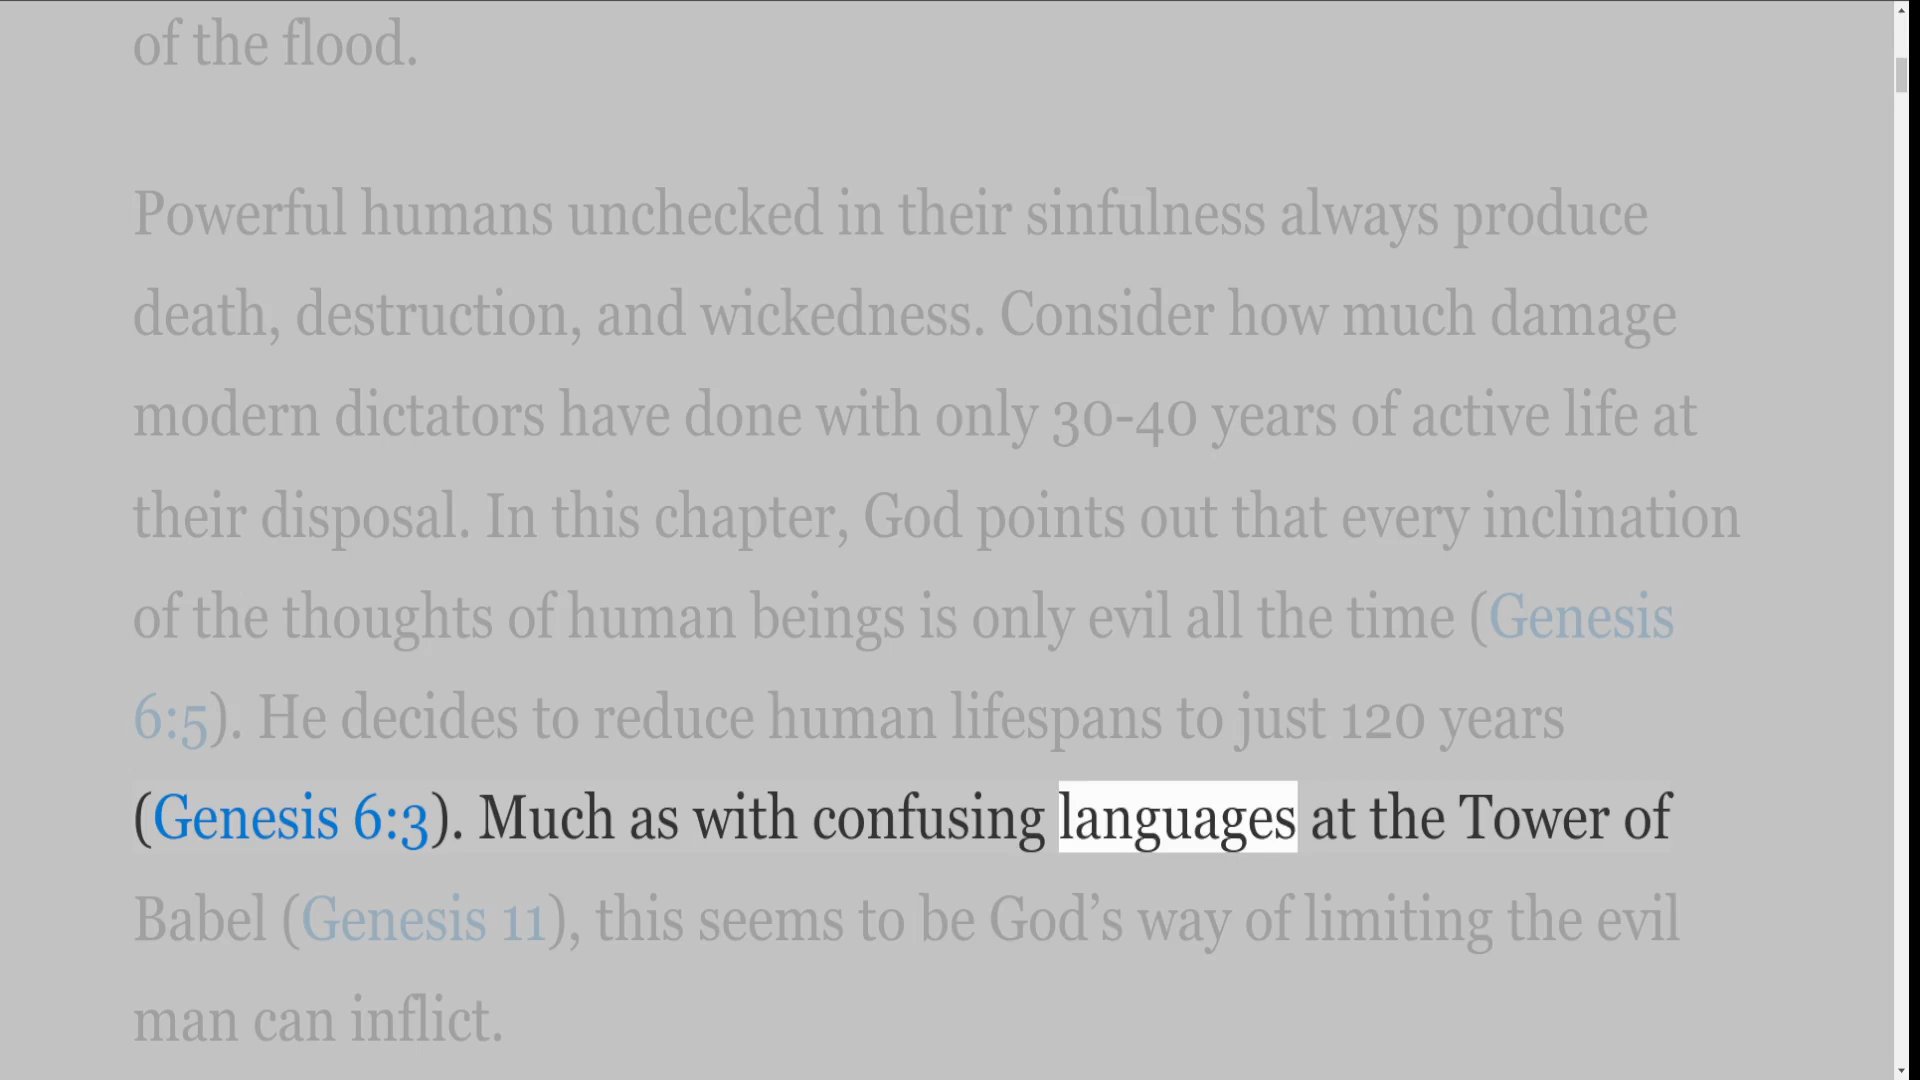 of the flood.
Powerful humans unchecked in their sinfulness always produce
death, destruction, and wickedness. Consider how much damage
modern dictators have done with only 30-40 years of active life at
their disposal. In this chapter, God points out that every inclination
of the thoughts of human beings is only evil all the time (Genesis
6:5). He decides to reduce human lifespans to just 120 years
(Genesis 6:3). Much as with confusing languages at the Tower of
Babel (Genesis 11), this seems to be God’s way of limiting the evil
man can inflict.